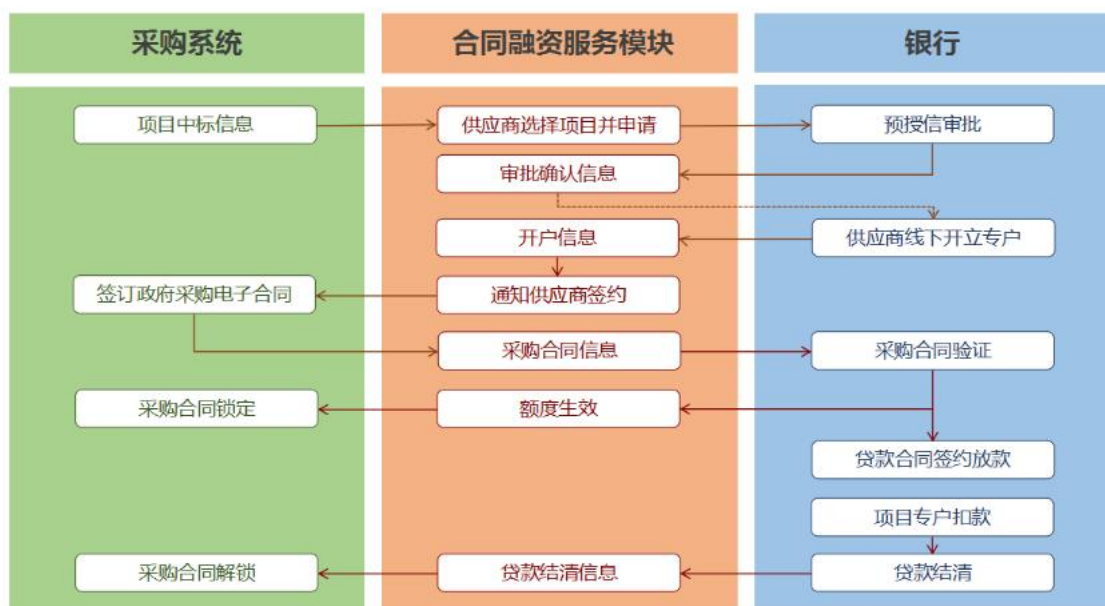 采购系统
合同融资服务模块
银行
项目中标信息
供应商选择项目并申请
预授信审批
审批确认信息
开户信息
供应商线下开立专户
签订政府采购电子合同
通知供应商签约
采购合同信息
采购合同验证
采购合同锁定
额度生效
贷款合同签约放款
项目专户扣款
采购合同解锁
贷款结清信息
贷款结清